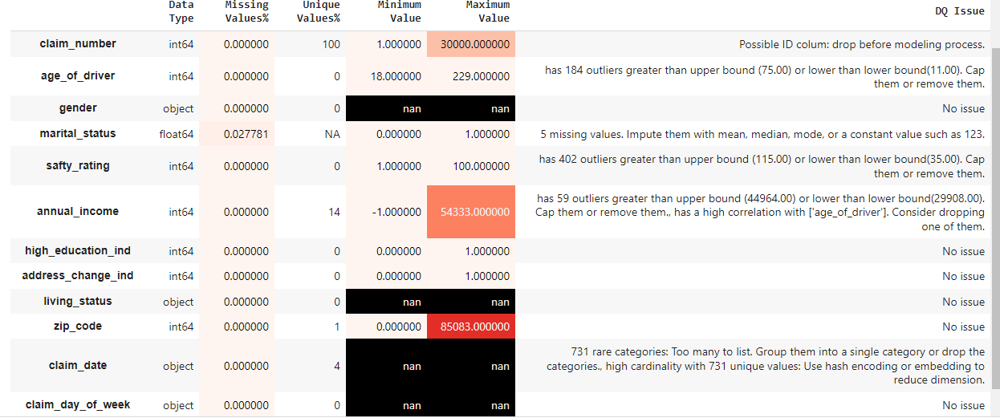 Data Missing Unique Minimum Maximum DQ Issue
Type Values% Values% Value Value
claim_number int64 0.000000 100 1.000000 30000.000000 Possible ID colum: drop before modeling process.
age_of_driver int64 0.000000 0 18.000000 229.000000 has 184 outliers greater than upper bound (75.00) or lower than lower bound(11.00). Cap
them or remove them.
gender object 0.000000 0 nan nan No issue
marital_status float64 0.027781 NA 0.000000 1.000000 5 missing values. Impute them with mean, median, mode, or a constant value such as 123.
safty_rating int64 0.000000 0 1.000000 100.000000 has 402 outliers greater than upper bound (115.00) or lower than lower bound(35.00). Cap
them or remove them.
annual_income int64 0.000000 14 -1.000000 54333.000000 has 59 outliers greater than upper bound (44964.00) or lower than lower bound(29908.00).
Cap them or remove them., has a high correlation with ['age_of_driver']. Consider dropping
one of them.
high_education_ind int64 0.000000 0 0.000000 1.000000 No issue
address_change_ind int64 0.000000 0 0.000000 1.000000 No issue
living_status object 0.000000 0 nan nan No issue
zip_code int64 0.000000 1 0.000000 85083.000000 No issue
claim_date object 0.000000 4 nan nan 731 rare categories: Too many to list. Group them into a single category or drop the
categories., high cardinality with 731 unique values: Use hash encoding or embedding to
reduce dimension.
claim_day_of_week object 0.000000 0 nan nan No issue